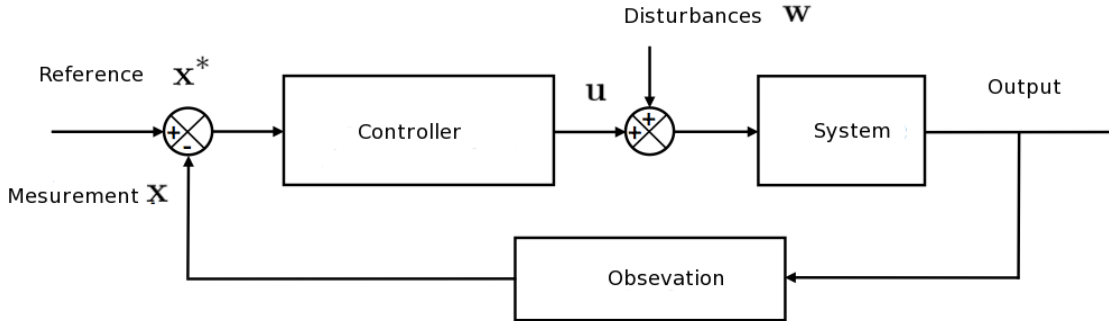 Disturbances w
Reference x*
u
Output
+
-
+
+
Controller
System
Mesurement x
Obsevation